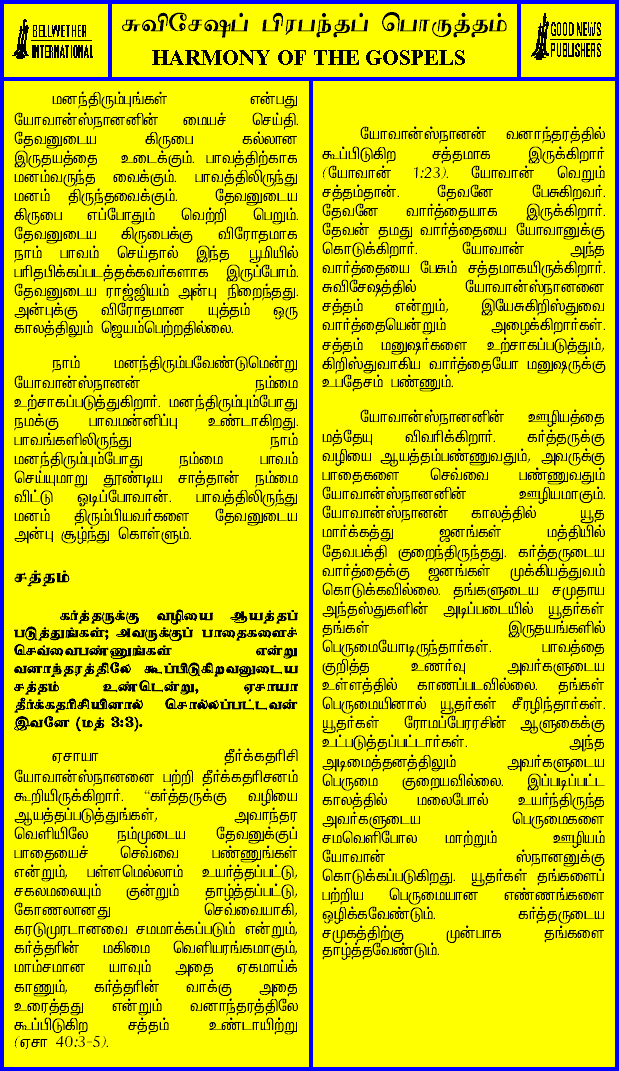 BELLWETHER
INTERNATIONAL
சுவிசேஷப் பிரபந்தப் பொருத்தம்
HARMONY OF THE GOSPELS
GOOD NEWS
PUBLISHERS
மனந்திரும்புங்கள் என்பது
யோவான்ஸ்நானனின் மையச் செய்தி.
தேவனுடைய கிருபை கல்லான
இருதயத்தை உடைக்கும். பாவத்திற்காக
மனம்வருந்த வைக்கும். பாவத்திலிருந்து
மனம் திருந்தவைக்கும். தேவனுடைய
கிருபை எப்போதும் வெற்றி பெறும்.
தேவனுடைய கிருபைக்கு விரோதமாக
நாம் பாவம் செய்தால் இந்த பூமியில்
பரிதபிக்கப்படத்தக்கவர்களாக இருப்போம்.
தேவனுடைய ராஜ்ஜியம் அன்பு நிறைந்தது.
அன்புக்கு விரோதமான யுத்தம் ஒரு
காலத்திலும் ஜெயம்பெற்றதில்லை.
நாம் மனந்திரும்பவேண்டுமென்று
யோவான்ஸ்நானன் நம்மை
உற்சாகப்படுத்துகிறார். மனந்திரும்பும்போது
நமக்கு பாவமன்னிப்பு உண்டாகிறது.
பாவங்களிலிருந்து நாம்
மனந்திரும்பும்போது நம்மை பாவம்
செய்யுமாறு தூண்டிய சாத்தான் நம்மை
விட்டு ஓடிப்போவான். பாவத்திலிருந்து
மனம் திரும்பியவர்களை தேவனுடைய
அன்பு சூழ்ந்து கொள்ளும்.
சத்தம்
கர்த்தருக்கு வழியை ஆயத்தப்
படுத்துங்கள்; அவருக்குப் பாதைகளைச்
செவ்வைபண்ணுங்கள் என்று
வனாந்தரத்திலே கூப்பிடுகிறவனுடைய
சத்தம் உண்டென்று, ஏசாயா
தீர்க்கதரிசியினால் சொல்லப்பட்டவன்
இவனே (மத் 3:3).
ஏசாயா தீர்க்கதரிசி
யோவான்ஸ்நானனை பற்றி தீர்க்கதரிசனம்
கூறியிருக்கிறார். “கர்த்தருக்கு வழியை
ஆயத்தப்படுத்துங்கள், அவாந்தர
வெளியிலே நம்முடைய தேவனுக்குப்
பாதையைச் செவ்வை பண்ணுங்கள்
என்றும், பள்ளமெல்லாம் உயர்த்தப்பட்டு,
சகலமலையும் குன்றும் தாழ்த்தப்பட்டு,
கோணலானது செவ்வையாகி,
கரடுமுரடானவை சமமாக்கப்படும் என்றும்,
கர்த்தரின் மகிமை வெளியரங்கமாகும்,
மாம்சமான யாவும் அதை ஏகமாய்க்
காணும், கர்த்தரின் வாக்கு அதை
உரைத்தது என்றும் வனாந்தரத்திலே
கூப்பிடுகிற சத்தம் உண்டாயிற்று
(ஏசா 40:3-5).
யோவான்ஸ்நானன் வனாந்தரத்தில்
கூப்பிடுகிற சத்தமாக இருக்கிறார்
(யோவான் 1:23). யோவான் வெறும்
சத்தம்தான். தேவனே பேசுகிறவர்.
தேவனே வார்த்தையாக இருக்கிறார்.
தேவன் தமது வார்த்தையை யோவானுக்கு
கொடுக்கிறார். யோவான் அந்த
வார்த்தையை பேசும் சத்தமாகயிருக்கிறார்.
சுவிசேஷத்தில் யோவான்ஸ்நானனை
சத்தம் என்றும், இயேசுகிறிஸ்துவை
வார்த்தையென்றும் அழைக்கிறார்கள்.
சத்தம் மனுஷர்களை உற்சாகப்படுத்தும்,
கிறிஸ்துவாகிய வார்த்தையோ மனுஷருக்கு
உபதேசம் பண்ணும்.
யோவான்ஸ்நானனின் ஊழியத்தை
மத்தேயு விவரிக்கிறார். கர்த்தருக்கு
வழியை ஆயத்தம்பண்ணுவதும், அவருக்கு
பாதைகளை செவ்வை பண்ணுவதும்
யோவான்ஸ்நானனின் ஊழியமாகும்.
யோவான்ஸ்நானன் காலத்தில் யூத
மார்க்கத்து ஜனங்கள் மத்தியில்
தேவபக்தி குறைந்திருந்தது. கர்த்தருடைய
வார்த்தைக்கு ஜனங்கள் முக்கியத்துவம்
கொடுக்கவில்லை. தங்களுடைய சமுதாய
அந்தஸ்துகளின் அடிப்படையில் யூதர்கள்
தங்கள் இருதயங்களில்
பெருமையோடிருந்தார்கள். பாவத்தை
குறித்த உணர்வு அவர்களுடைய
உள்ளத்தில் காணப்படவில்லை. தங்கள்
பெருமையினால் யூதர்கள் சீரழிந்தார்கள்.
யூதர்கள் ரோமப்பேரரசின் ஆளுகைக்கு
உட்படுத்தப்பட்டார்கள். அந்த
அடிமைத்தனத்திலும் அவர்களுடைய
பெருமை குறையவில்லை. இப்படிப்பட்ட
காலத்தில் மலைபோல் உயர்ந்திருந்த
அவர்களுடைய பெருமைகளை
சமவெளிபோல மாற்றும் ஊழியம்
யோவான் ஸ்நானனுக்கு
கொடுக்கப்படுகிறது. யூதர்கள் தங்களைப்
பற்றிய பெருமையான எண்ணங்களை
ஒழிக்கவேண்டும். கர்த்தருடைய
சமுகத்திற்கு முன்பாக தங்களை
தாழ்த்தவேண்டும்.